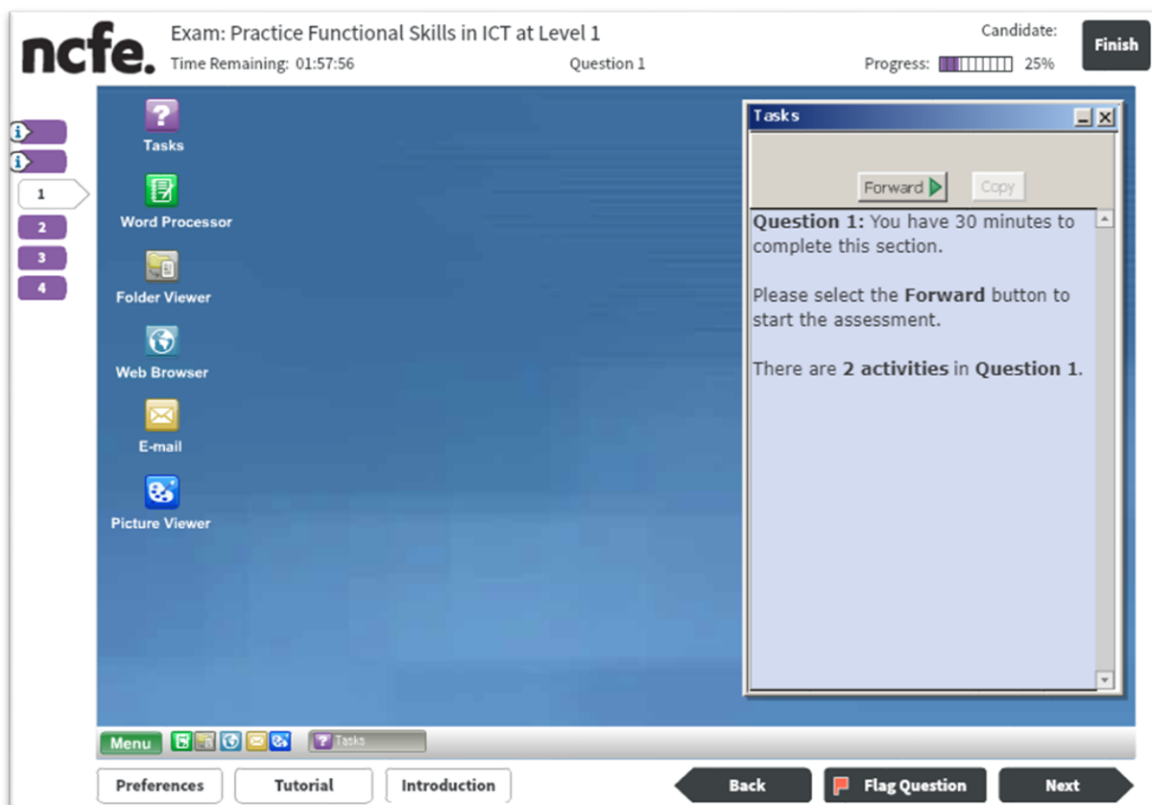 ncfe.
Exam: Practice Functional Skills in ICT at Level 1
Candidate:
Finish
Time Remaining: 01:57:56
Question 1
Progress:
25%
i
i
1
2
3
4
?
Tasks
Word Processor
Folder Viewer
Web Browser
E-mail
Picture Viewer
Tasks
Forward
Copy
Question 1: You have 30 minutes to
complete this section.
Please select the Forward button to
start the assessment.
There are 2 activities in Question 1.
Menu
? Tasks
Preferences
Tutorial
Introduction
Back
Flag Question
Next